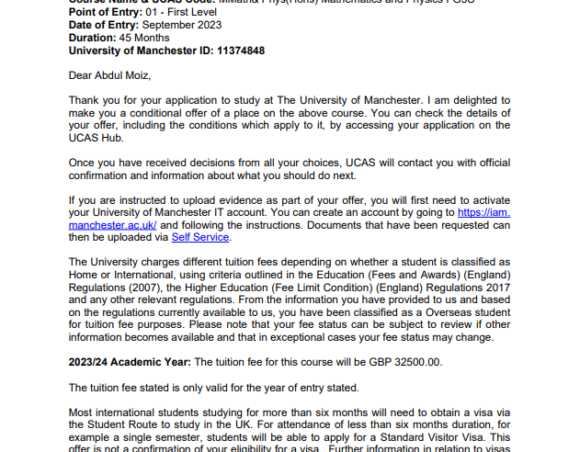 Course Name & UCAS Code: MMath&Phys(Hons) Mathematics and Physics FG3C
Point of Entry: 01 - First Level
Date of Entry: September 2023
Duration: 45 Months
University of Manchester ID: 11374848
Dear Abdul Moiz,
Thank you for your application to study at The University of Manchester. I am delighted to
make you a conditional offer of a place on the above course. You can check the details of
your offer, including the conditions which apply to it, by accessing your application on the
UCAS Hub.
Once you have received decisions from all your choices, UCAS will contact you with official
confirmation and information about what you should do next.
If you are instructed to upload evidence as part of your offer, you will first need to activate
your University of Manchester IT account. You can create an account by going to https://iam.
manchester.ac.uk/ and following the instructions. Documents that have been requested can
then be uploaded via Self Service.
The University charges different tuition fees depending on whether a student is classified as
Home or International, using criteria outlined in the Education (Fees and Awards) (England)
Regulations (2007), the Higher Education (Fee Limit Condition) (England) Regulations 2017
and any other relevant regulations. From the information you have provided to us and based
on the regulations currently available to us, you have been classified as a Overseas student
for tuition fee purposes. Please note that your fee status can be subject to review if other
information becomes available and that in exceptional cases your fee status may change.
2023/24 Academic Year: The tuition fee for this course will be GBP 32500.00.
The tuition fee stated is only valid for the year of entry stated.
Most international students studying for more than six months will need to obtain a visa via
the Student Route to study in the UK. For attendance of less than six months duration, for
example a single semester, students will be able to apply for a Standard Visitor Visa. This
offer is not a confirmation of your eligibility for a visa. Further information in relation to visas